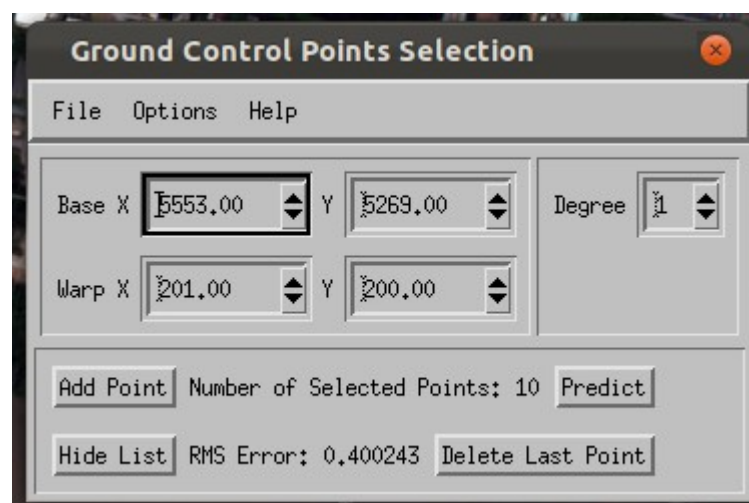 Ground Control Points Selection
File Options Help
Base X 5553.00 Y 5269.00 Degree 1
Warp X 201.00 Y 200.00
Add Point Number of Selected Points: 10 Predict
Hide List RMS Error: 0.400243 Delete Last Point